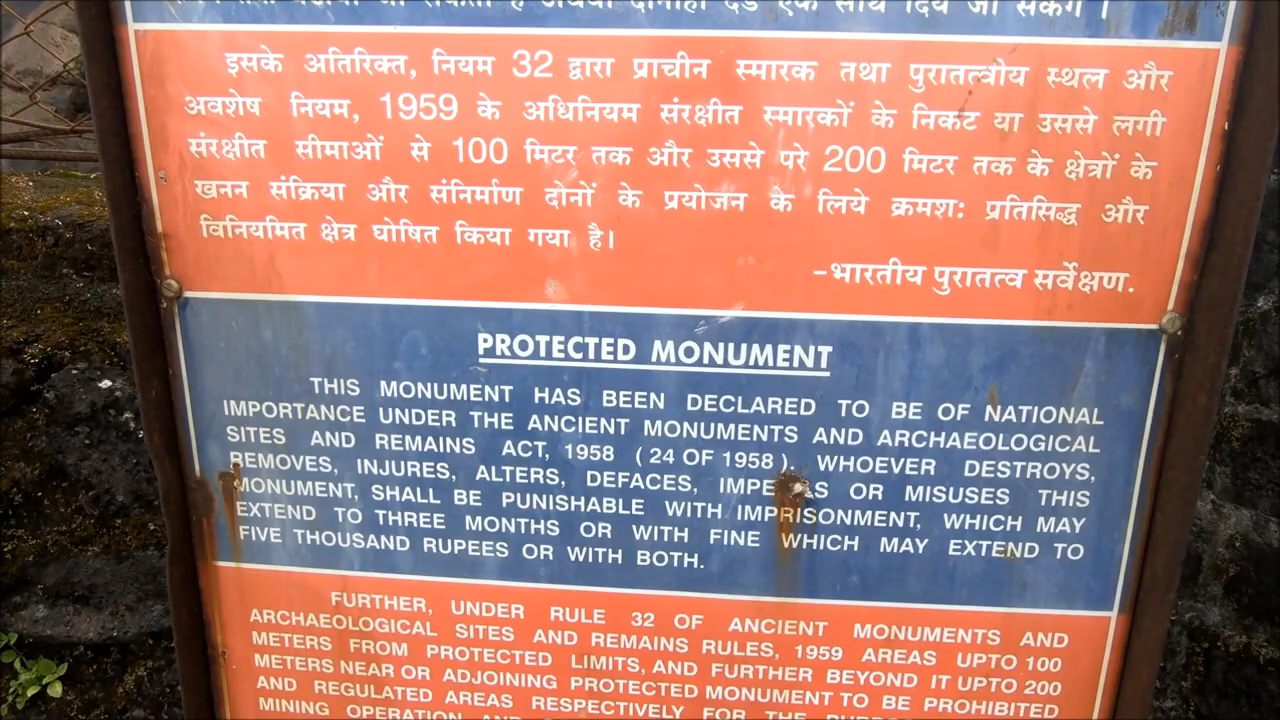 इसके अतिरिक्त, नियम 32 द्वारा प्राचीन स्मारक तथा पुरातत्वीय स्थल और
अवशेष नियम, 1959 के अधिनियम संरक्षीत स्मारकों के निकट या उससे लगी
संरक्षीत सीमाओं से 100 मिटर तक और उससे परे 200 मिटर तक के क्षेत्रों के
खनन संक्रिया और संनिर्माण दोनों के प्रयोजन के लिये क्रमशः प्रतिसिद्ध और
विनियमित क्षेत्र घोषित किया गया है।
-भारतीय पुरातत्व सर्वेक्षण.
PROTECTED MONUMENT
THIS MONUMENT HAS BEEN DECLARED TO BE OF NATIONAL
IMPORTANCE UNDER THE ANCIENT MONUMENTS AND ARCHAEOLOGICAL
SITES AND REMAINS ACT, 1958 ( 24 OF 1958 ). WHOEVER DESTROYS,
REMOVES, INJURES, ALTERS, DEFACES, OR MISUSES THIS
MONUMENT, SHALL BE PUNISHABLE WITH IMPRISONMENT, WHICH MAY
EXTEND TO THREE MONTHS OR WITH FINE WHICH MAY EXTEND TO
FIVE THOUSAND RUPEES OR WITH BOTH.
FURTHER, UNDER RULE 32 OF ANCIENT MONUMENTS AND
ARCHAEOLOGICAL SITES AND REMAINS RULES, 1959 AREAS UPTO 100
METERS FROM PROTECTED LIMITS, AND FURTHER BEYOND IT UPTO 200
METERS NEAR OR ADJOINING PROTECTED MONUMENT TO BE PROHIBITED
AND REGULATED AREAS RESPECTIVELY FOR THE
MINING OPERATION AND